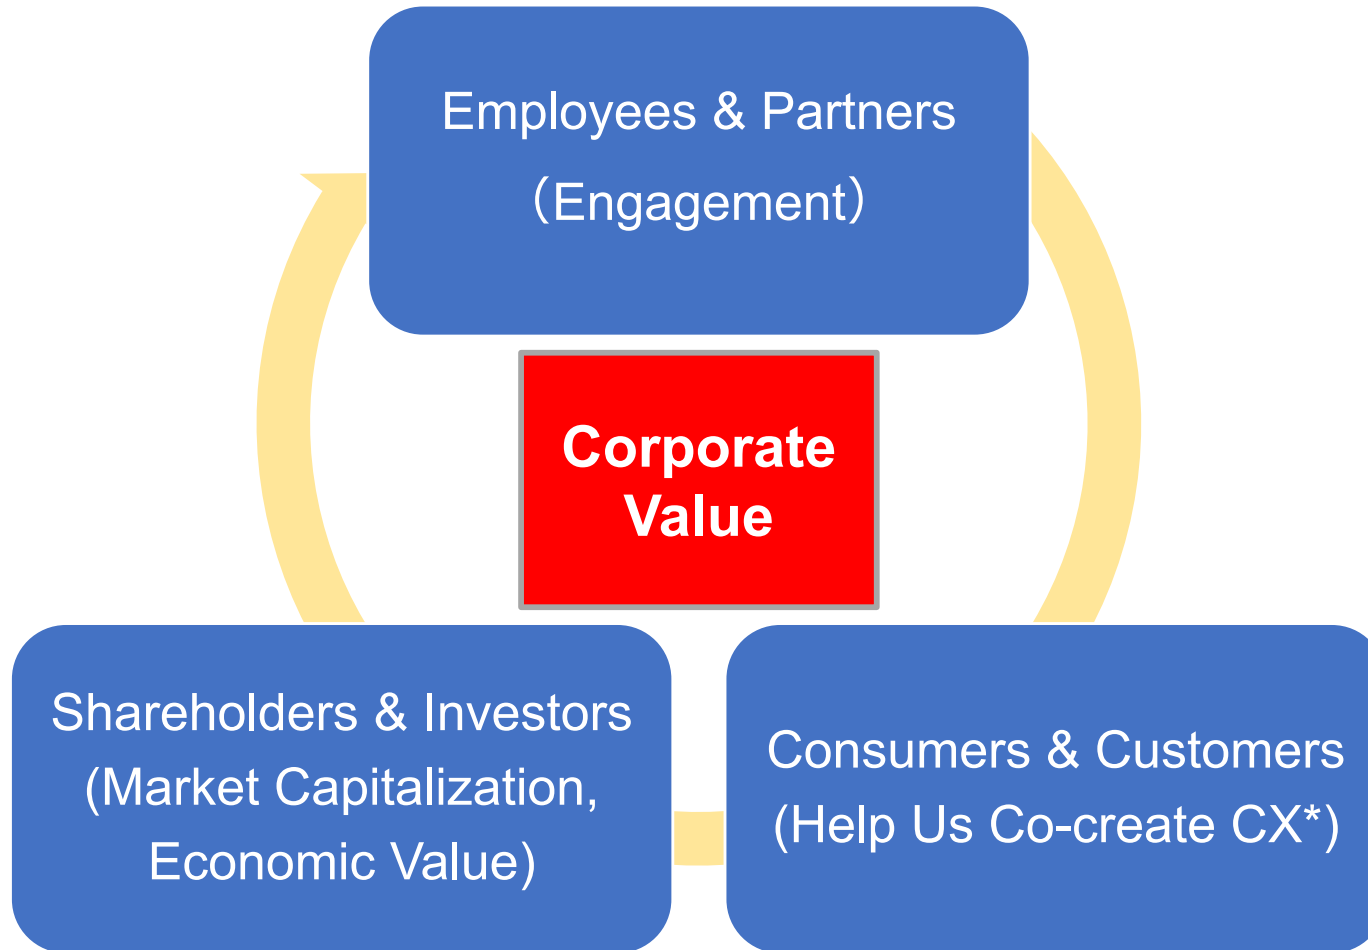 Employees & Partners
（Engagement）
Corporate
Value
Shareholders & Investors
(Market Capitalization,
Economic Value)
Consumers & Customers
(Help Us Co-create CX*)